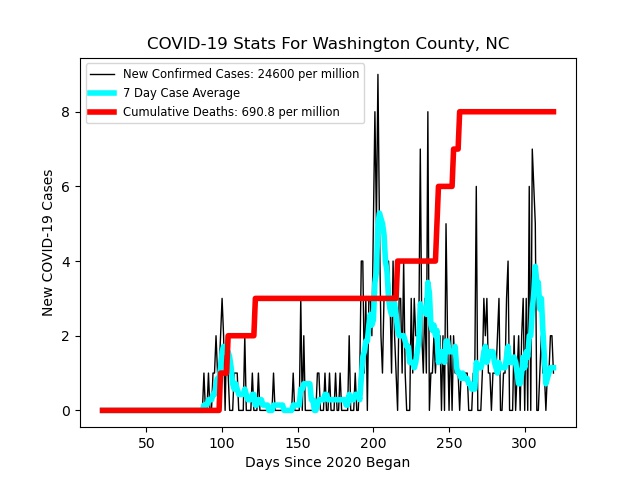 COVID-19 Stats For Washington County, NC
New Confirmed Cases: 24600 per million
7 Day Case Average
Cumulative Deaths: 690.8 per million
New COVID-19 Cases
8
6
4
2
0
50 100 150 200 250 300
Days Since 2020 Began